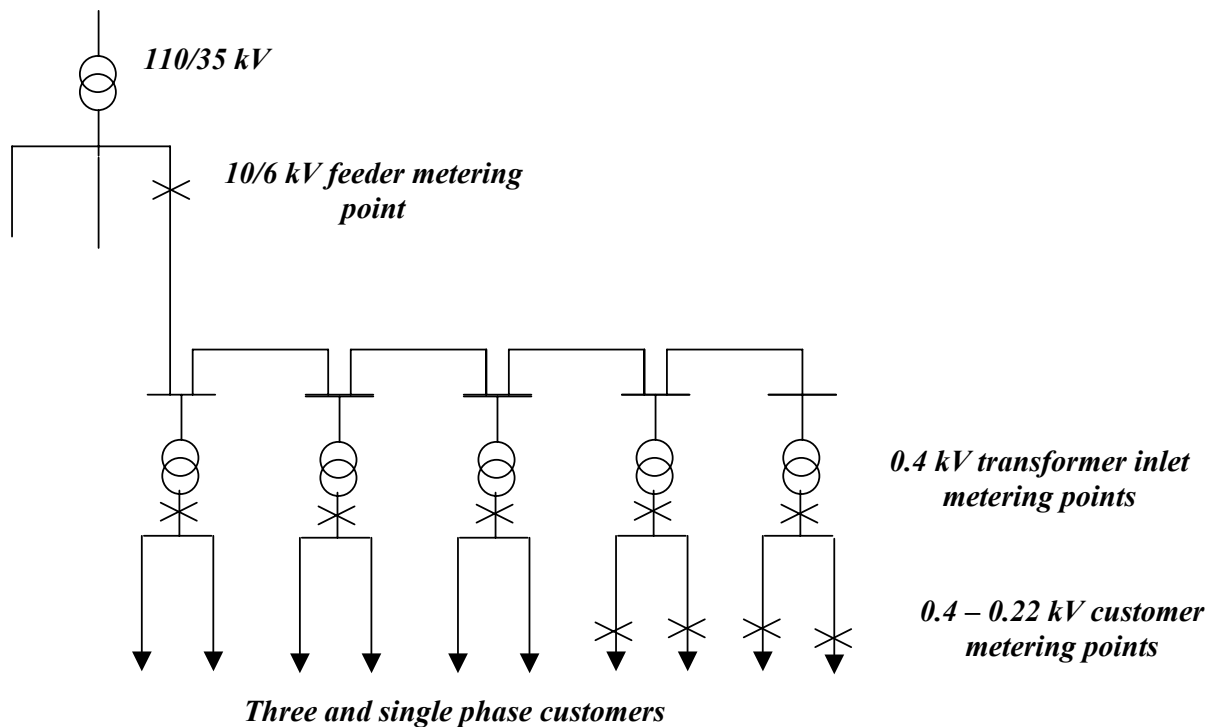 110/35 kV
10/6 kV feeder metering
point
0.4 kV transformer inlet
metering points
0.4 – 0.22 kV customer
metering points
Three and single phase customers